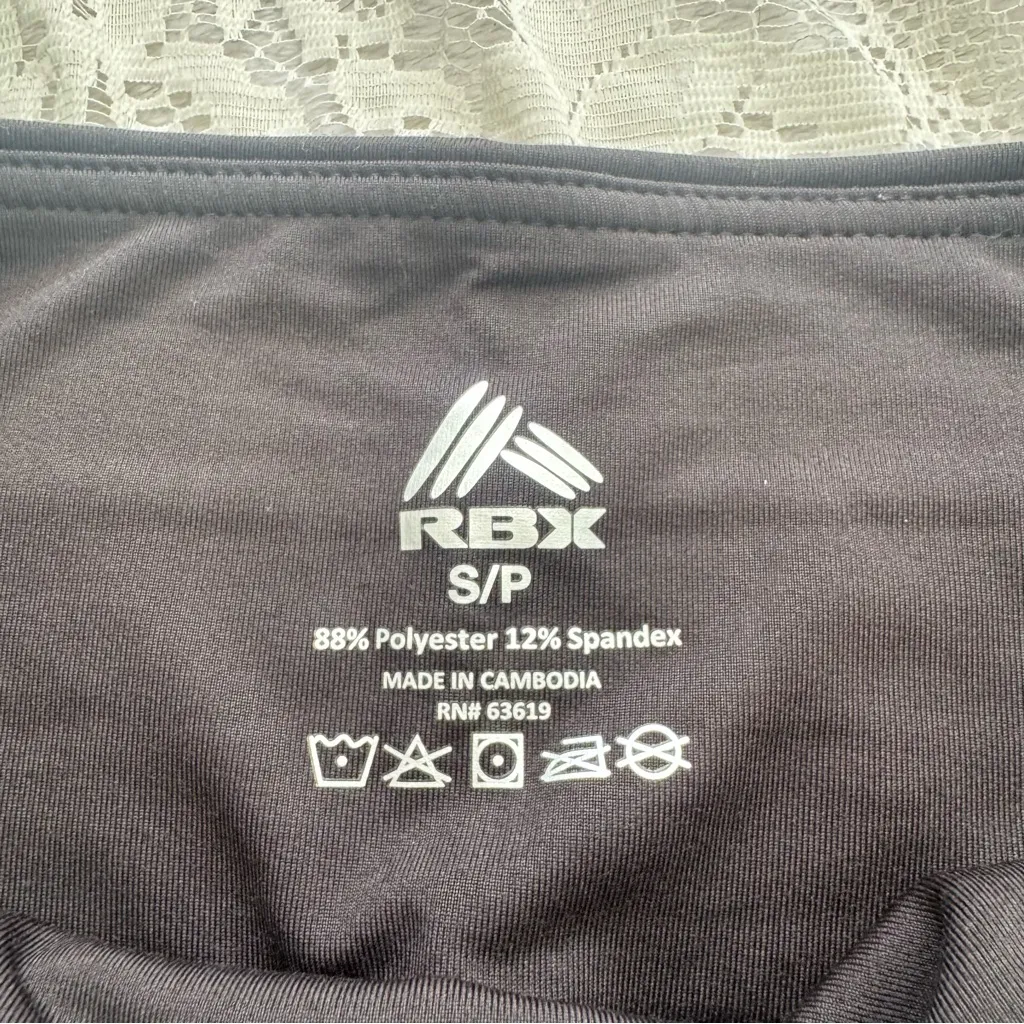 RBX
S/P
88% Polyester 12% Spandex
MADE IN CAMBODIA
RN# 63619